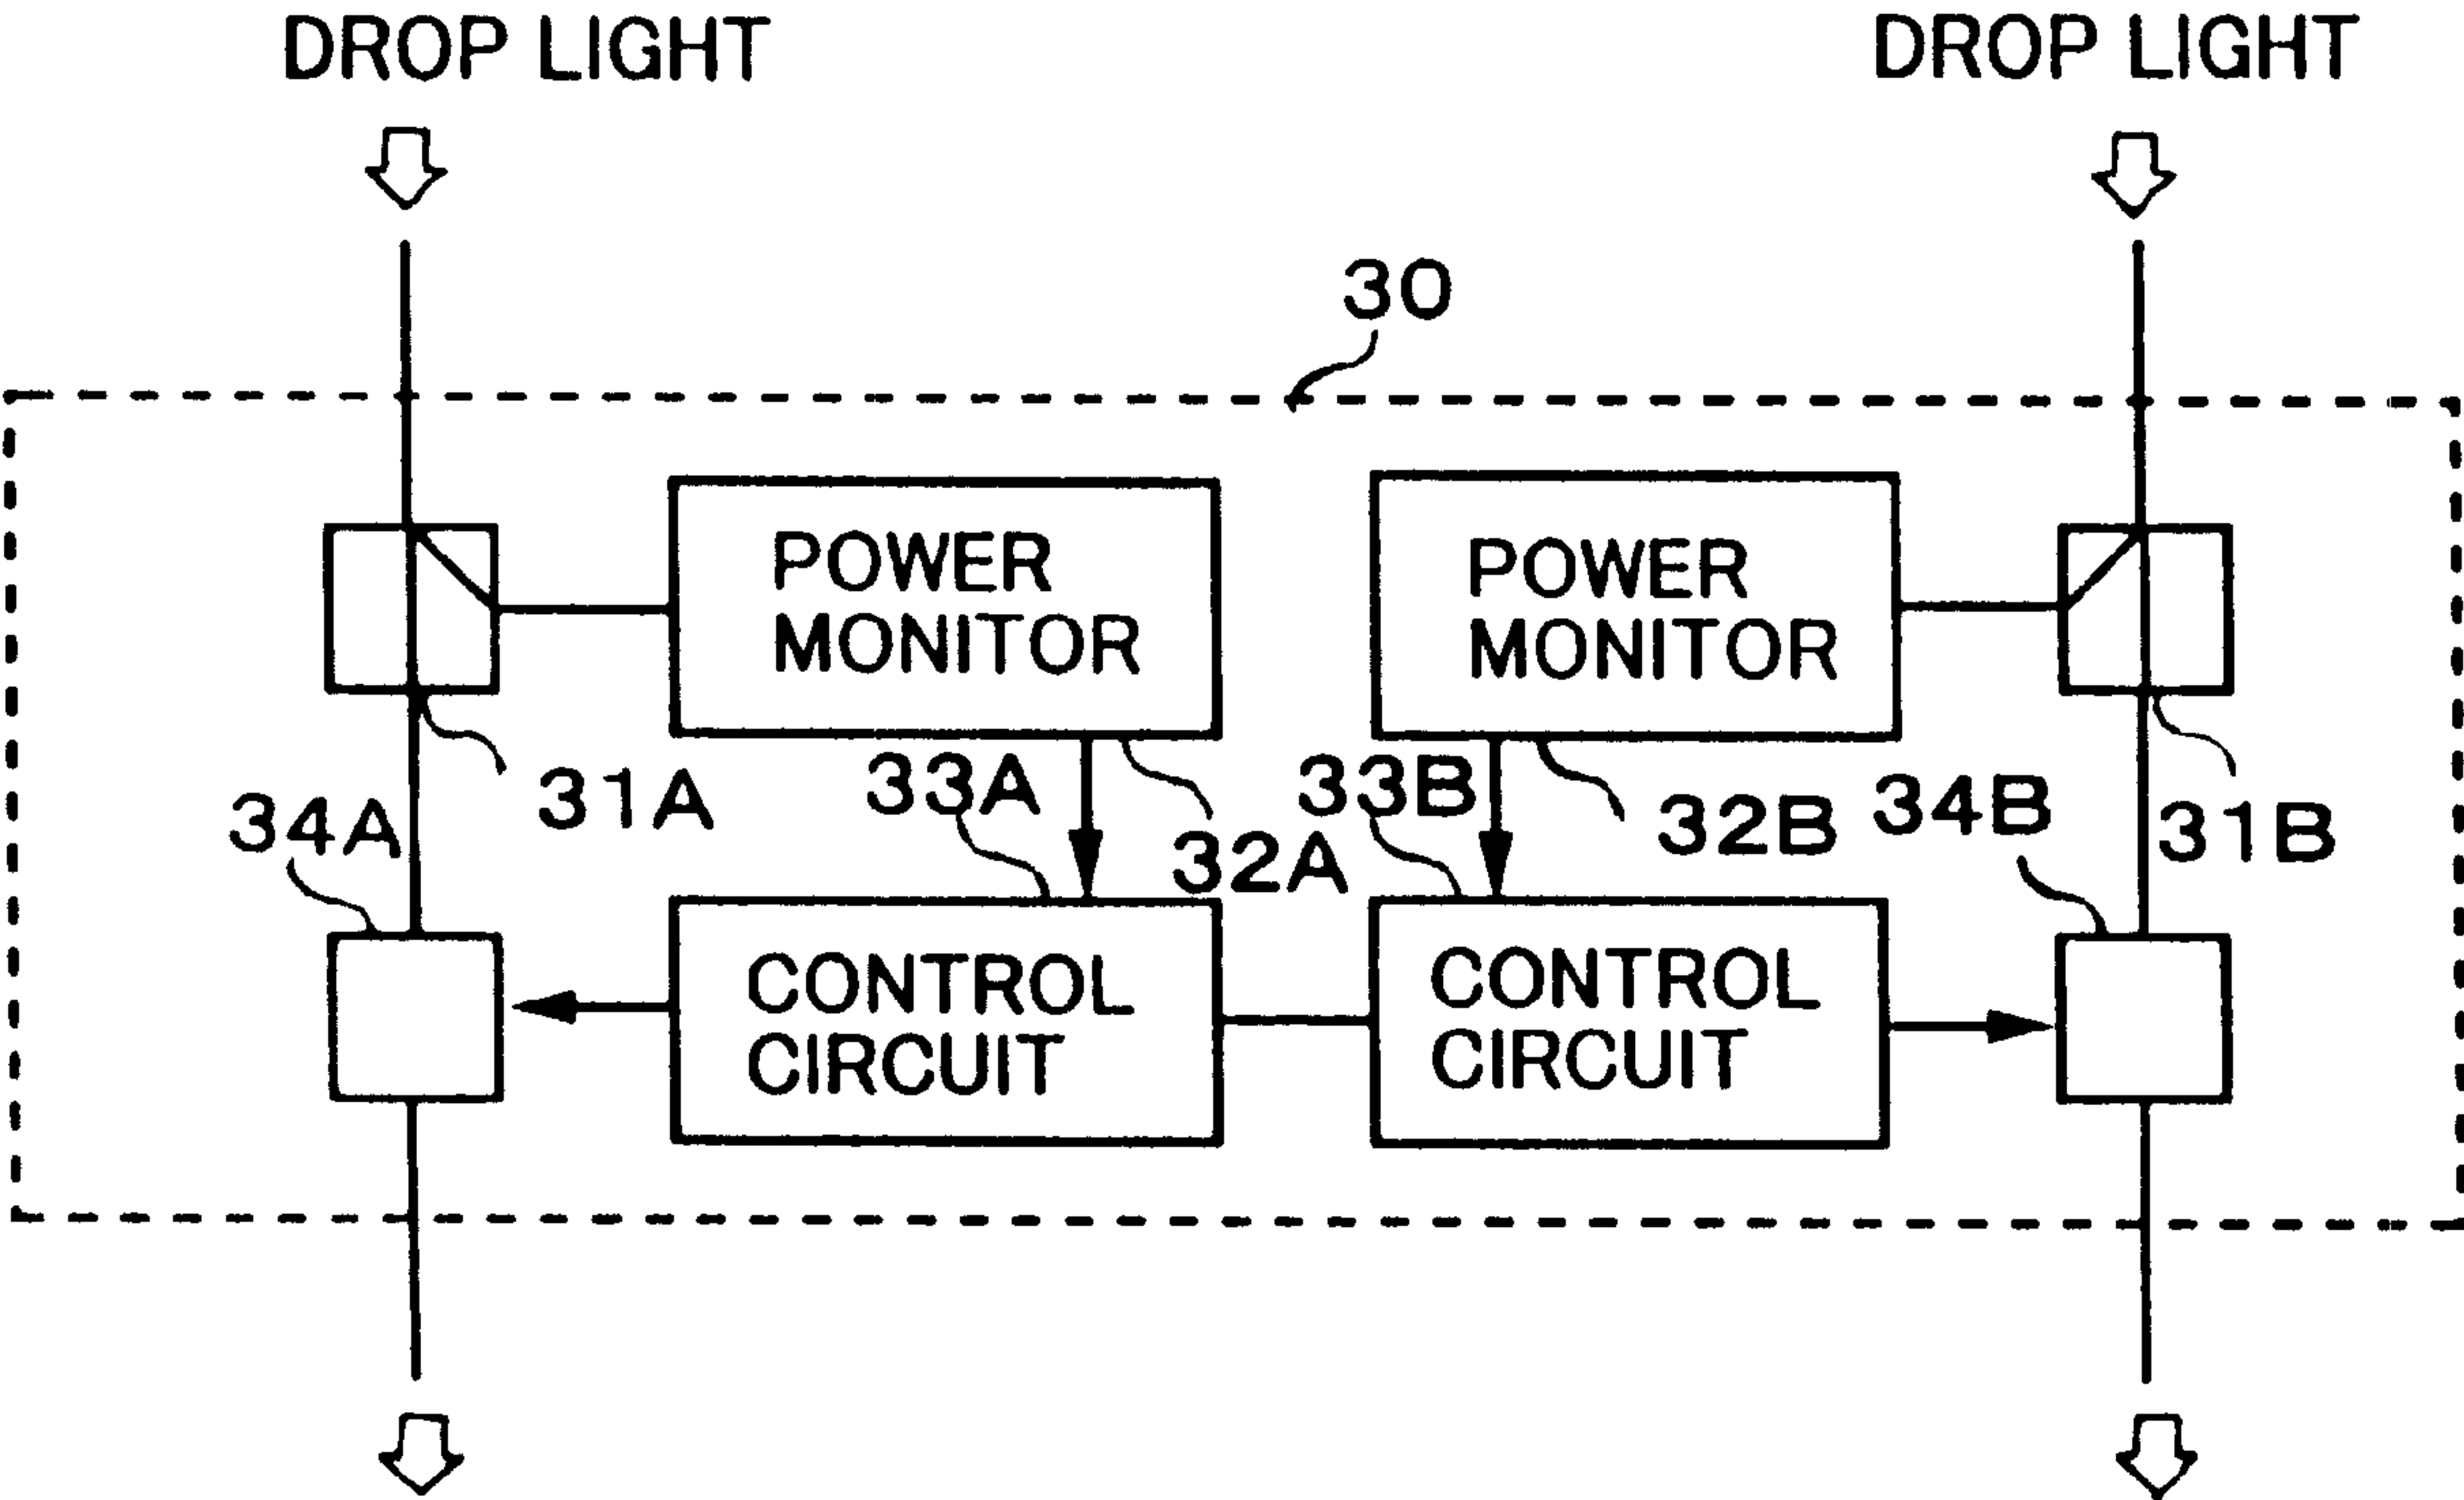 DROP LIGHT
DROP LIGHT
30
POWER
MONITOR
POWER
MONITOR
31A
33A
33B
34B
34A
32A
32B
31B
CONTROL
CIRCUIT
CONTROL
CIRCUIT